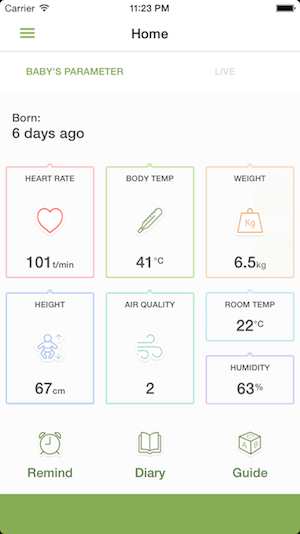 Carrier 11:23 PM
Home
BABY'S PARAMETER LIVE
Born:
6 days ago
HEART RATE BODY TEMP WEIGHT
Kg
101t/min 41°C 6.5kg
HEIGHT AIR QUALITY ROOM TEMP
22°C
HUMIDITY
67cm 2 63%
Remind Diary Guide